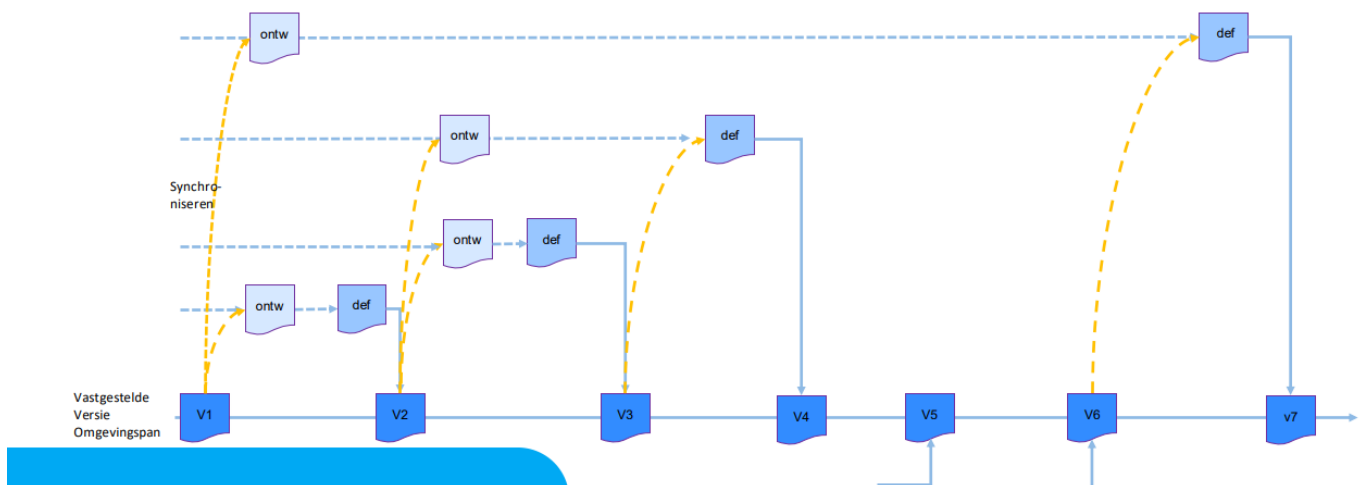 ontw
def
ontw
def
Synchro-
niseren
ontw
def
ontw
def
Vastgestelde
Versie
Omgevingspan
V1
V2
V3
V4
V5
V6
v7